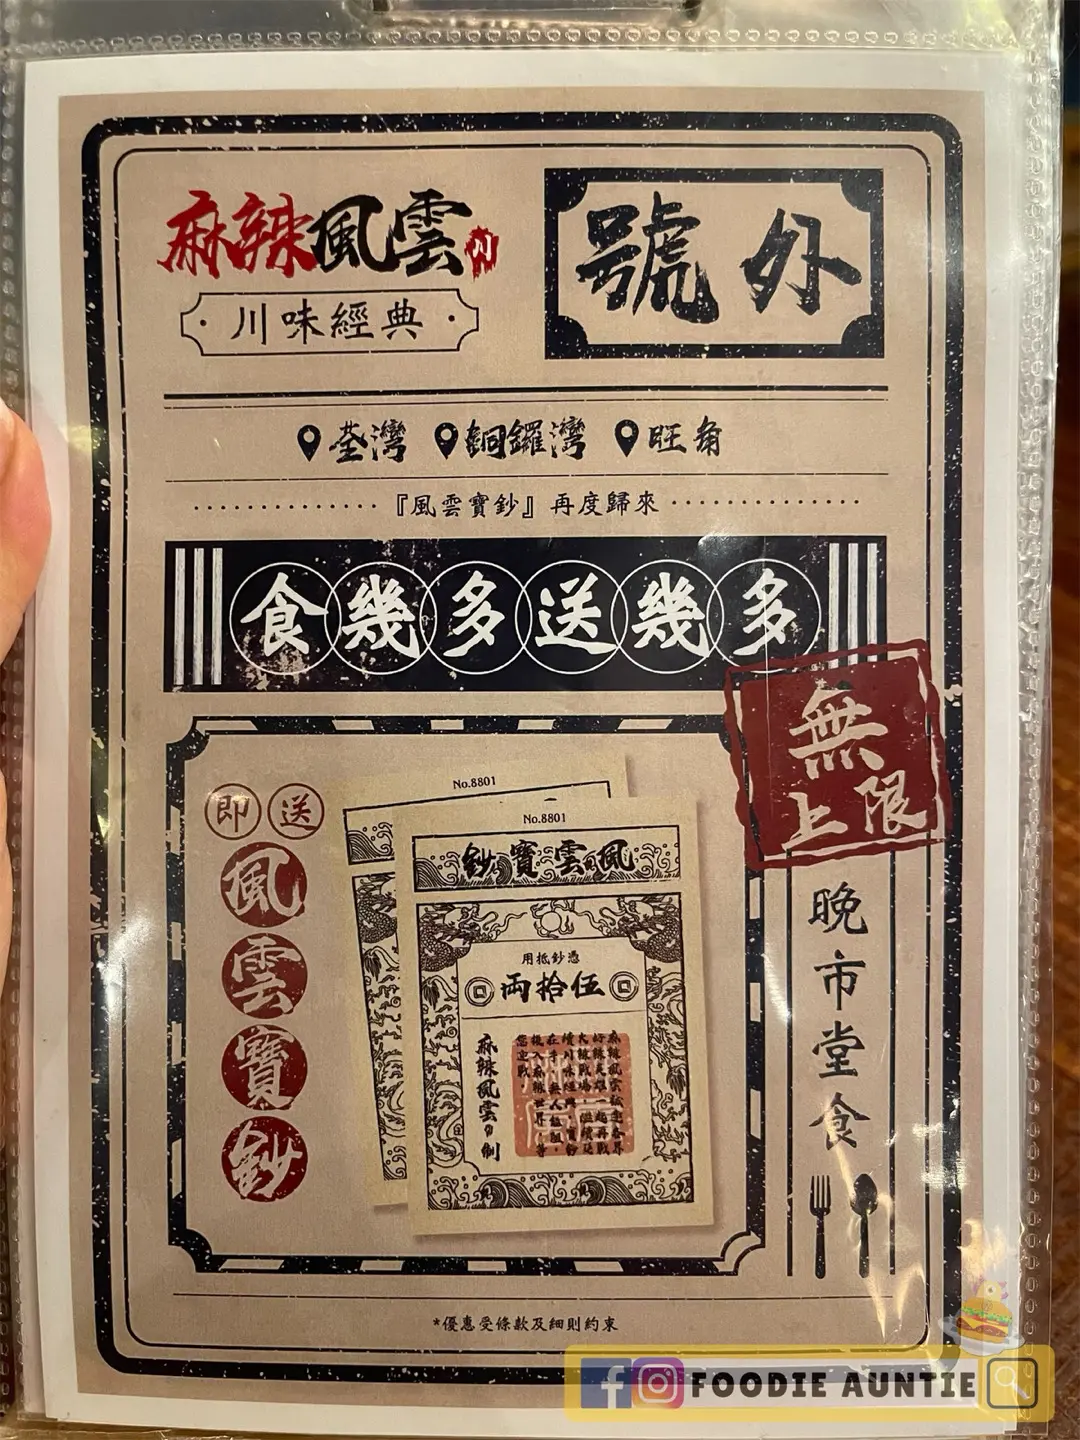 麻辣風雲
川
川味經典
號外
荃灣 銅鑼灣 旺角
『風雲寶鈔』再度歸來
食幾多送幾多
無上限
即送
風雲寶鈔
No.8801
No.8801
鈔寶雲風
用抵鈔憑
両拾伍
麻辣風雲
制
晚市堂食
*優惠受條款及細則約束
FOODIE AUNTIE